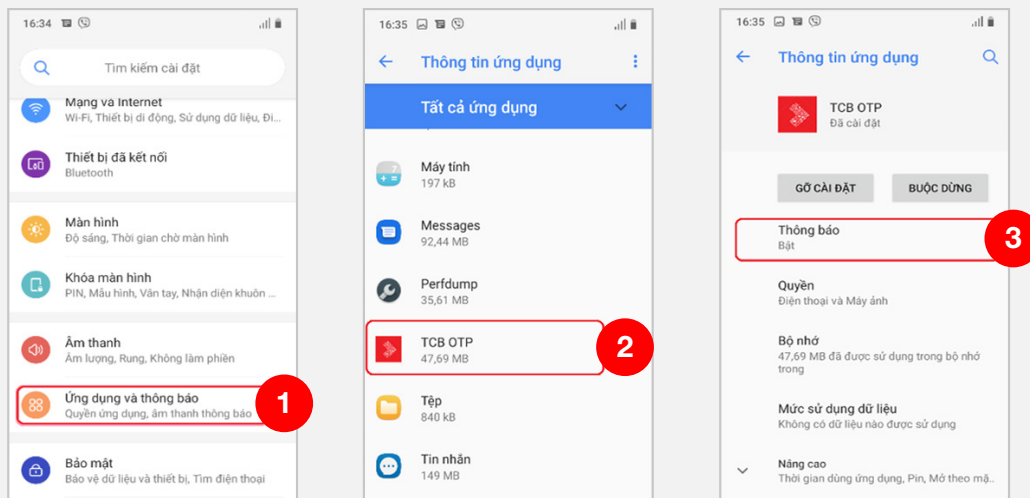 16:34
Tìm kiếm cài đặt
Mạng và Internet
Wi-Fi, Thiết bị di động, Sử dụng dữ liệu, Đi...
Thiết bị đã kết nối
Bluetooth
Màn hình
Độ sáng, Thời gian chờ màn hình
Khóa màn hình
PIN, Mẫu hình, Vân tay, Nhận diện khuôn ...
Âm thanh
Âm lượng, Rung, Không làm phiền
Ứng dụng và thông báo
Quyền ứng dụng, âm thanh thông báo
1
Bảo mật
Bảo vệ dữ liệu và thiết bị, Tìm điện thoại
16:35
Thông tin ứng dụng
Tất cả ứng dụng
Máy tính
197 kB
Messages
92,44 MB
Perfdump
35,61 MB
TCB OTP
47,69 MB
2
Tệp
840 kB
Tin nhắn
149 MB
16:35
Thông tin ứng dụng
TCB OTP
Đã cài đặt
GỠ CÀI ĐẶT
BUỘC DỪNG
Thông báo
Bật
3
Quyền
Điện thoại và Máy ảnh
Bộ nhớ
47,69 MB đã được sử dụng trong bộ nhớ
trong
Mức sử dụng dữ liệu
Không có dữ liệu nào được sử dụng
Nâng cao
Thời gian dùng ứng dụng, Pin, Mở theo mặ..